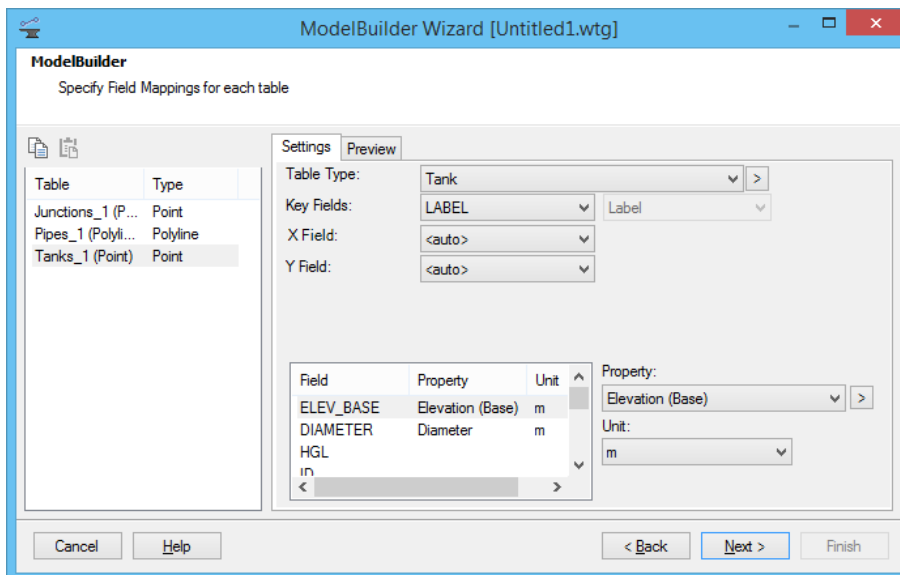 ModelBuilder Wizard [Untitled1.wtg]
ModelBuilder
Specify Field Mappings for each table
Settings Preview
Table Type
Junctions_1 (P... Point
Pipes_1 (Polyli... Polyline
Tanks_1 (Point) Point
Table Type: Tank >
Key Fields: LABEL Label
X Field: <auto>
Y Field: <auto>
Field Property Unit
ELEV_BASE Elevation (Base) m
DIAMETER Diameter m
HGL
ID
Property:
Elevation (Base) >
Unit:
m
Cancel Help < Back Next > Finish